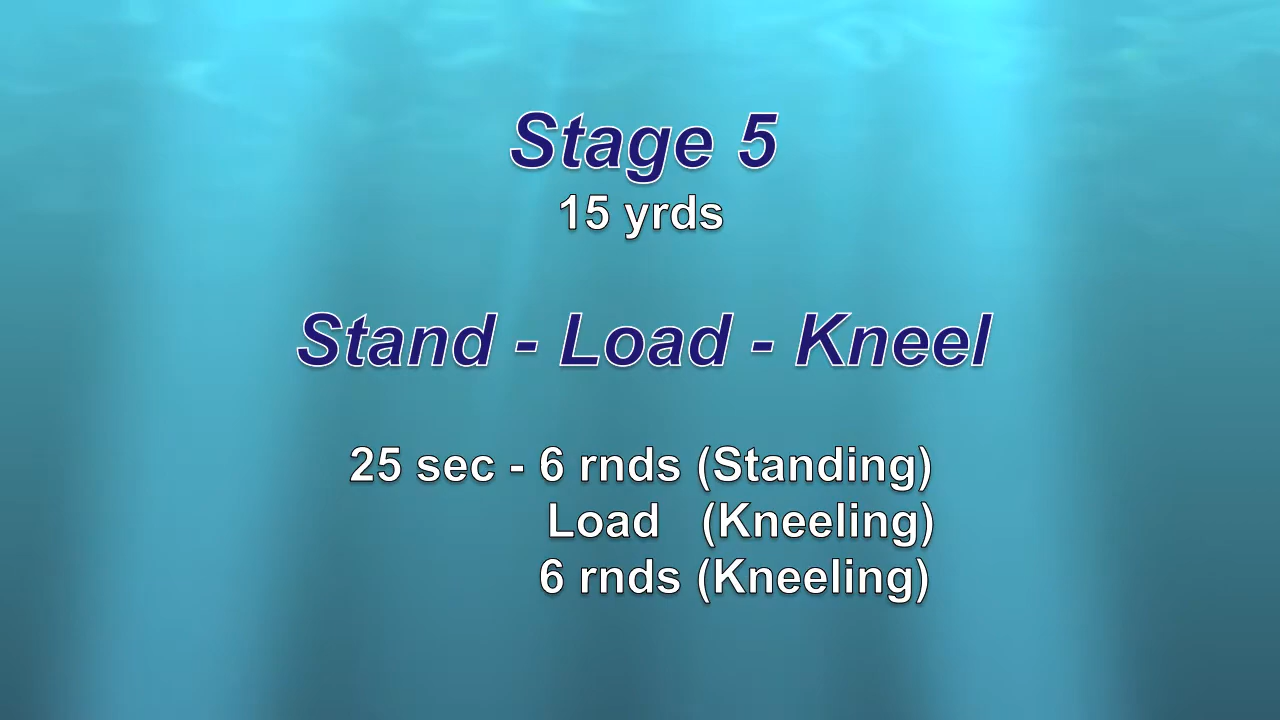 Stage 5
15 yrds
Stand - Load - Kneel
25 sec - 6 rnds (Standing)
Load (Kneeling)
6 rnds (Kneeling)